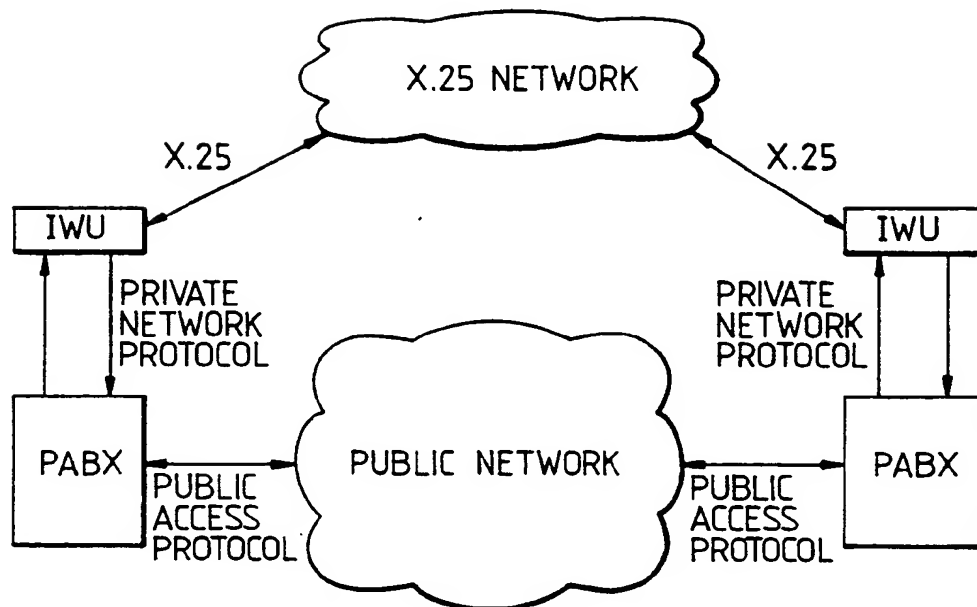 X.25 NETWORK
X.25
X.25
IWU
IWU
PRIVATE
NETWORK
PROTOCOL
PRIVATE
NETWORK
PROTOCOL
PABX
PUBLIC NETWORK
PABX
PUBLIC
ACCESS
PROTOCOL
PUBLIC
ACCESS
PROTOCOL